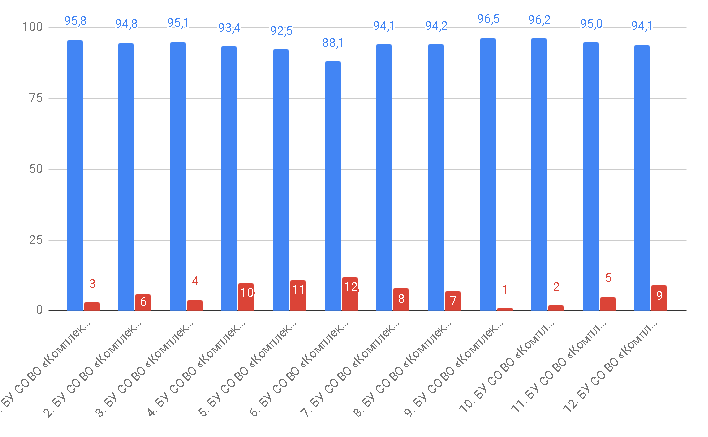 95,8
94,8
95,1
93,4
92,5
88,1
94,1
94,2
96,5
96,2
95,0
94,1
100
75
50
25
0
3
6
4
10
11
12
8
7
1
2
5
9
. БУ СО ВО «Комплек...
2. БУ СО ВО «Комплек...
3. БУ СО ВО «Комплек...
4. БУ СО ВО «Комплек...
5. БУ СО ВО «Комплек...
6. БУ СО ВО «Комплек...
7. БУ СО ВО «Комплек...
8. БУ СО ВО «Комплек...
9. БУ СО ВО «Комплек...
10. БУ СО ВО «Компл...
11. БУ СО ВО «Компл...
12. БУ СО ВО «Компл...